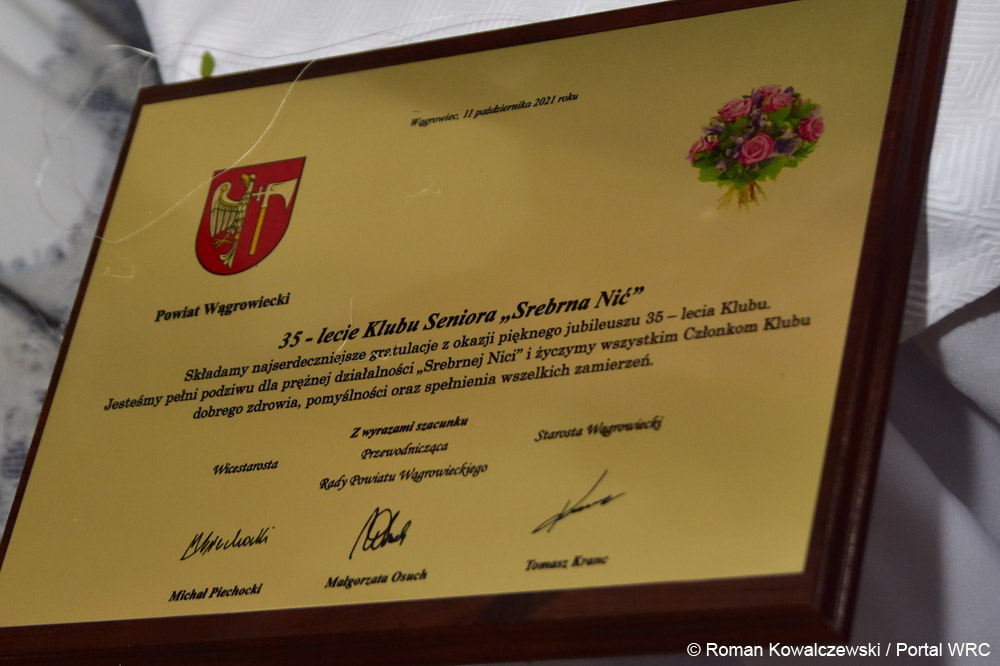 Wągrowiec, 11 października 2021 roku
Powiat Wągrowiecki
35 - lecie Klubu Seniora „Srebrna Nić”
Składamy najserdeczniejsze gratulacje z okazji pięknego jubileuszu 35 – lecia Klubu.
Jesteśmy pełni podziwu dla prężnej działalności „Srebrnej Nici” i życzymy wszystkim Członkom Klubu
dobrego zdrowia, pomyślności oraz spełnienia wszelkich zamierzeń.
Z wyrazami szacunku
Wicestarosta
Przewodnicząca
Rady Powiatu Wągrowieckiego
Starosta Wągrowiecki
Michał Piechocki
Małgorzata Osuch
Tomasz Kranc
© Roman Kowalczewski / Portal WRC